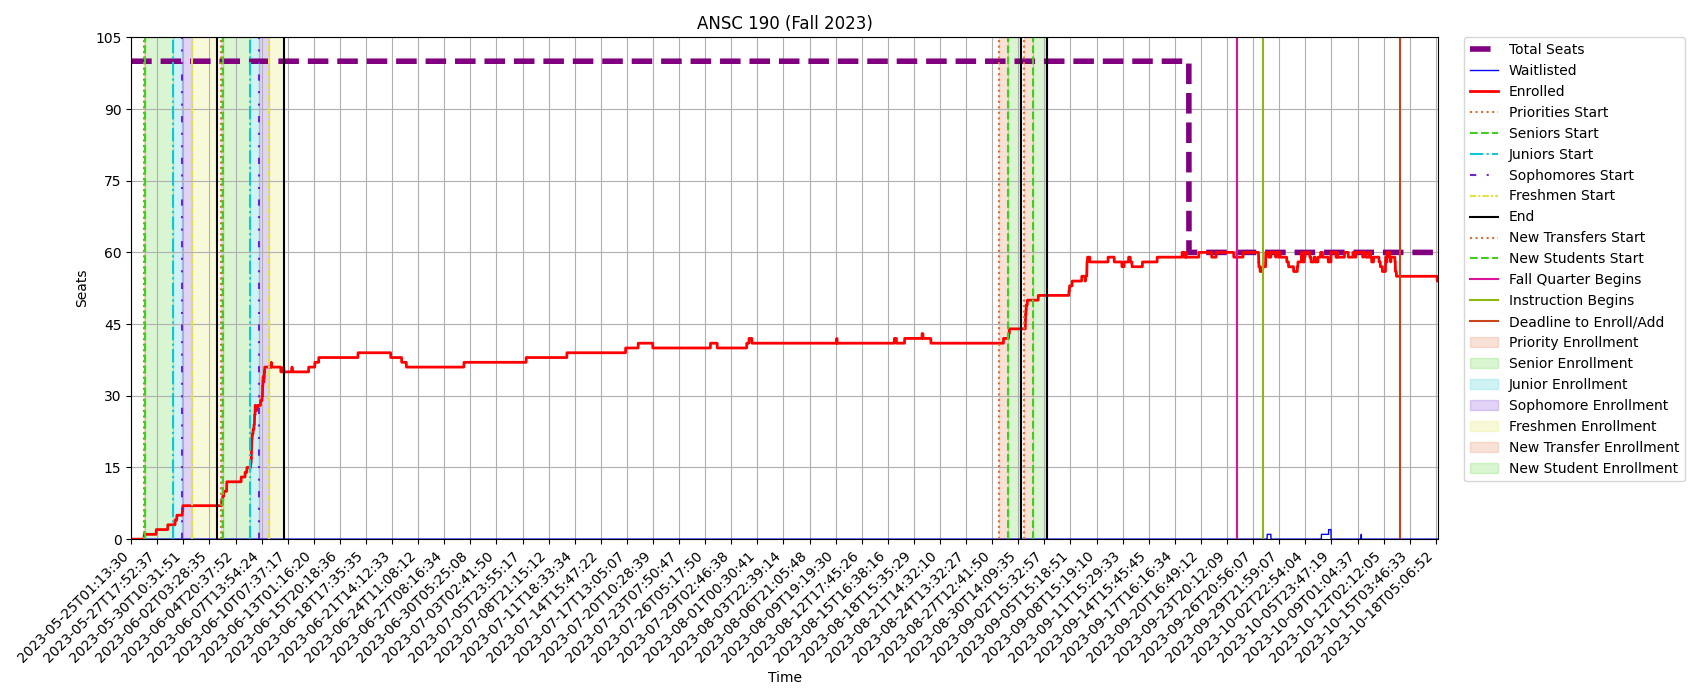 ANSC 190 (Fall 2023)
105
90
75
60
45
30
15
0
Seats
2023-05-25T01:13:30
2023-05-27T17:52:37
2023-05-30T10:31:51
2023-06-02T03:28:35
2023-06-04T20:37:52
2023-06-07T13:54:24
2023-06-10T07:37:17
2023-06-13T01:16:20
2023-06-15T20:18:36
2023-06-18T17:35:35
2023-06-21T14:12:33
2023-06-24T11:08:12
2023-06-27T08:16:34
2023-06-30T05:25:08
2023-07-03T02:41:50
2023-07-05T23:55:17
2023-07-08T21:15:12
2023-07-11T18:33:34
2023-07-14T15:47:22
2023-07-17T13:05:07
2023-07-20T10:28:39
2023-07-23T07:50:47
2023-07-26T05:17:50
2023-07-29T02:46:38
2023-08-01T00:30:41
2023-08-03T22:39:14
2023-08-06T21:05:48
2023-08-09T19:19:30
2023-08-12T17:45:26
2023-08-15T16:38:16
2023-08-18T15:35:29
2023-08-21T14:32:10
2023-08-24T13:32:27
2023-08-27T12:41:50
2023-08-30T14:09:35
2023-09-02T15:32:57
2023-09-05T15:18:51
2023-09-08T15:19:10
2023-09-11T15:29:33
2023-09-14T15:45:45
2023-09-17T16:16:34
2023-09-20T16:49:12
2023-09-23T20:12:09
2023-09-26T20:56:07
2023-09-29T21:59:07
2023-10-02T22:54:04
2023-10-05T23:47:19
2023-10-09T01:04:37
2023-10-12T02:12:05
2023-10-15T03:46:33
2023-10-18T05:06:52
Time
Total Seats
Waitlisted
Enrolled
Priorities Start
Seniors Start
Juniors Start
Sophomores Start
Freshmen Start
End
New Transfers Start
New Students Start
Fall Quarter Begins
Instruction Begins
Deadline to Enroll/Add
Priority Enrollment
Senior Enrollment
Junior Enrollment
Sophomore Enrollment
Freshmen Enrollment
New Transfer Enrollment
New Student Enrollment